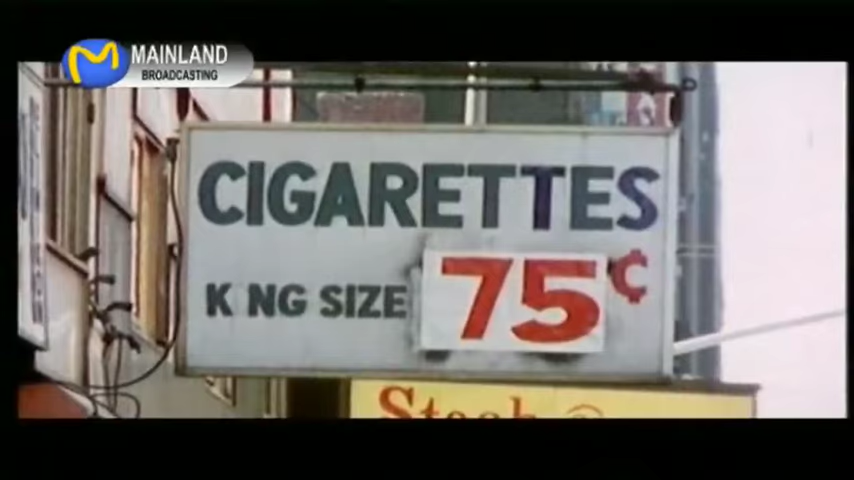 MAINLAND
BROADCASTING
CIGARETTES
K NG SIZE 75¢